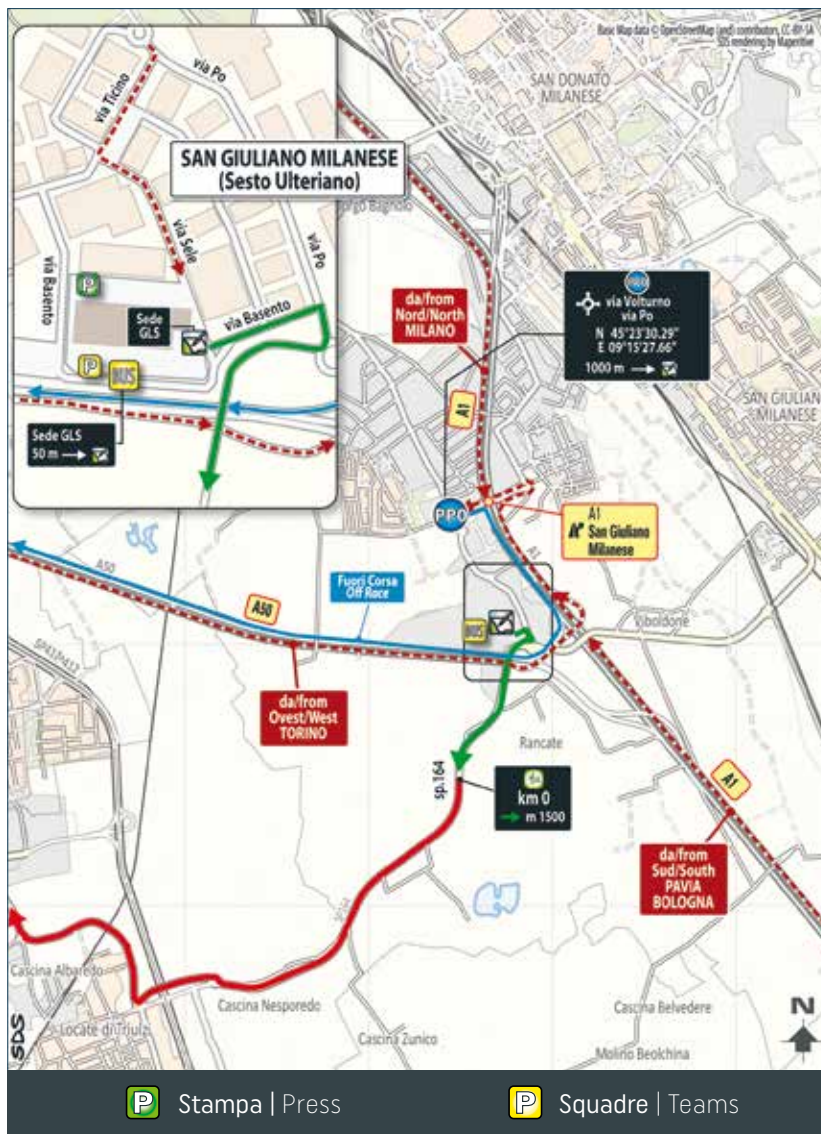 Base Map data © OpenStreetMap (and) contributors, CC-BY-SA
SDS rendering by Maperitive
SAN DONATO
MILANESE
via Po
via Ticino
SAN GIULIANO MILANESE
(Sesto Ulteriano)
via Sele
via Po
via Basento
P
Sede
GLS
via Basento
P
BUS
Sede GLS
50 m
da/from
Nord/North
MILANO
A1
PPO
via Volturno
via Po
N 45°23'30.29"
E 09°15'27.66"
1000 m
SAN GIULIANO
MILANESE
PPO
A1
San Giuliano
Milanese
A1
A50
A50
Fuori Corsa
Off Race
BUS
SP41
da/from
Ovest/West
TORINO
Rancate
sp.164
km 0
m 1500
A1
da/from
Sud/South
PAVIA
BOLOGNA
Cascina Albaredo
Cascina Nesporedo
Cascina Belvedere
Locate di Triulzi
Cascina Zunico
Molino Beolchina
N
SDS
P Stampa | Press
P Squadre | Teams